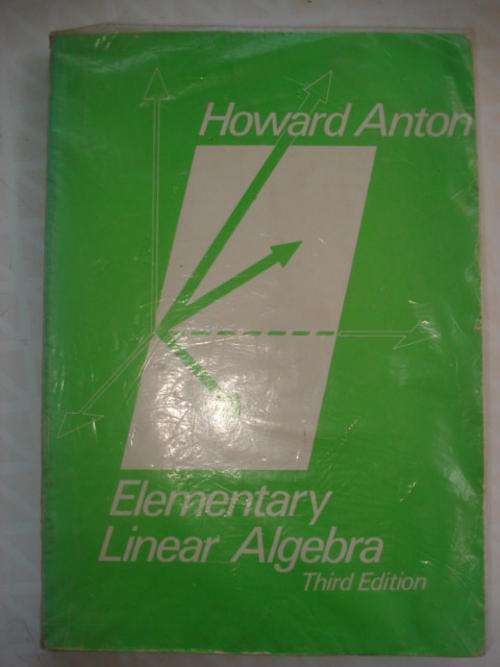 Howard Anton
Elementary
Linear Algebra
Third Edition